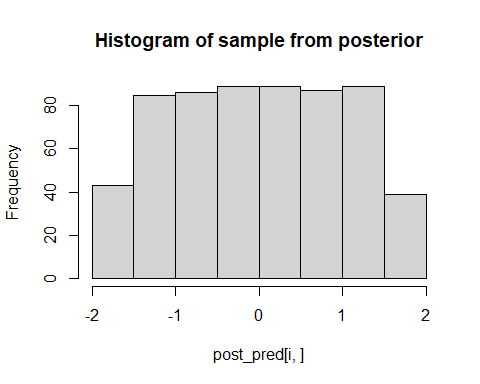 Histogram of sample from posterior
Frequency
80
60
40
20
0
-2 -1 0 1 2
post_pred[i, ]